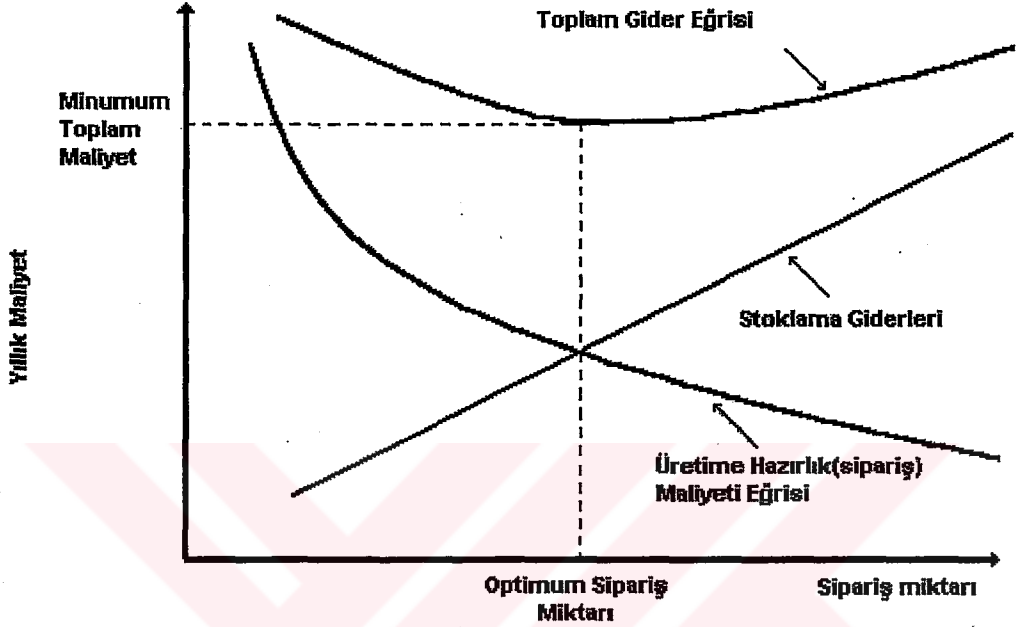 Toplam Gider Eğrisi
Minumum
Toplam
Maliyet
Yıllık Maliyet
Stoklama Giderleri
Üretime Hazırlık(sipariş)
Maliyeti Eğrisi
Optimum Sipariş
Miktarı
Sipariş miktarı